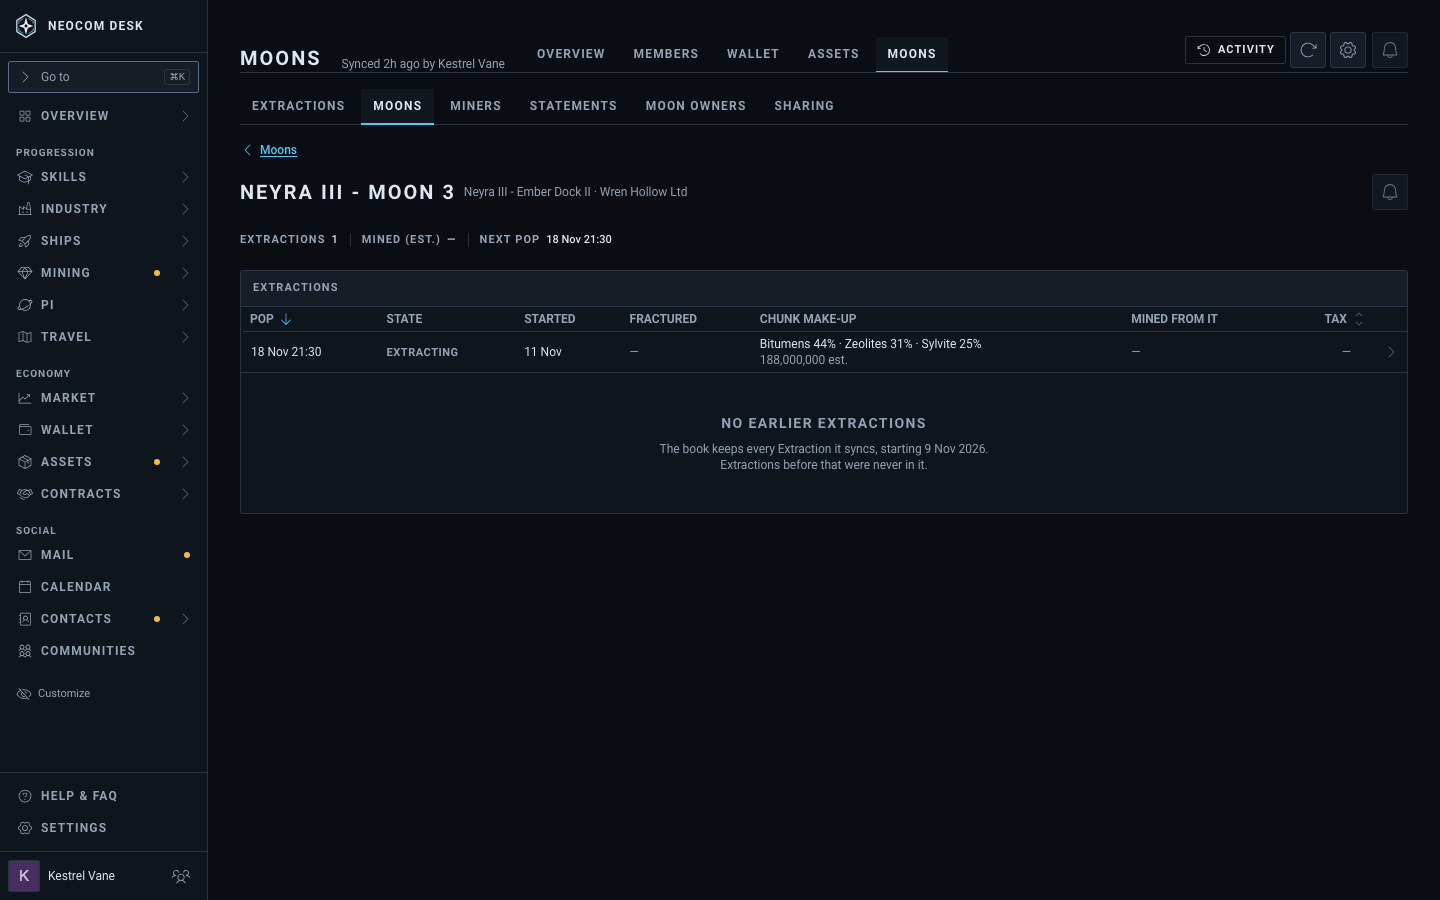 NEOCOM DESK
Go to ⌘K
OVERVIEW
PROGRESSION
SKILLS
INDUSTRY
SHIPS
MINING
PI
TRAVEL
ECONOMY
MARKET
WALLET
ASSETS
CONTRACTS
SOCIAL
MAIL
CALENDAR
CONTACTS
COMMUNITIES
Customize
HELP & FAQ
SETTINGS
K Kestrel Vane
MOONS Synced 2h ago by Kestrel Vane OVERVIEW MEMBERS WALLET ASSETS MOONS ACTIVITY
EXTRACTIONS MOONS MINERS STATEMENTS MOON OWNERS SHARING
Moons
NEYRA III - MOON 3 Neyra III - Ember Dock II · Wren Hollow Ltd
EXTRACTIONS 1 MINED (EST.) — NEXT POP 18 Nov 21:30
EXTRACTIONS
POP STATE STARTED FRACTURED CHUNK MAKE-UP MINED FROM IT TAX
18 Nov 21:30 EXTRACTING 11 Nov — Bitumens 44% · Zeolites 31% · Sylvite 25% — —
188,000,000 est.
NO EARLIER EXTRACTIONS
The book keeps every Extraction it syncs, starting 9 Nov 2026.
Extractions before that were never in it.